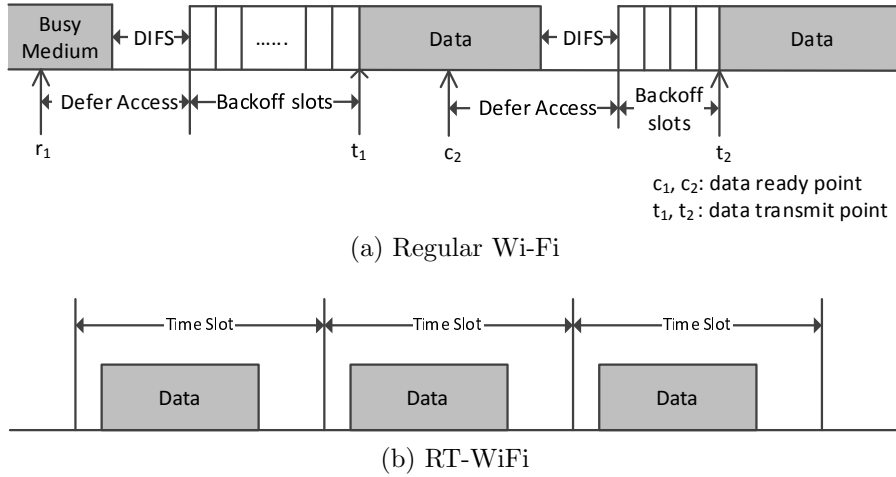 Busy
Medium
DIFS
......
Data
DIFS
Data
Defer Access
Backoff slots
Defer Access
Backoff
slots
r1
t1
c2
t2
c1, c2: data ready point
t1, t2 : data transmit point
(a) Regular Wi-Fi
Time Slot
Time Slot
Time Slot
Data
Data
Data
(b) RT-WiFi